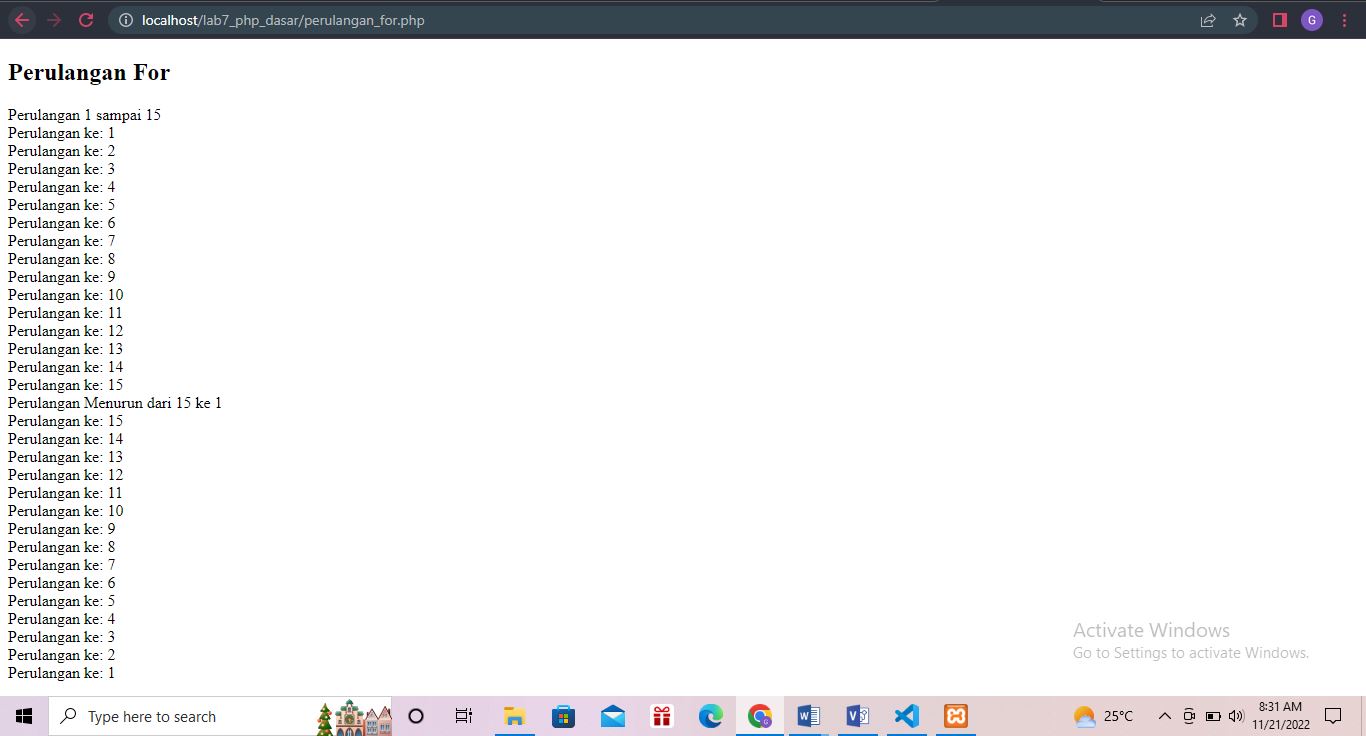 localhost/lab7_php_dasar/perulangan_for.php
G
Perulangan For
Perulangan 1 sampai 15
Perulangan ke: 1
Perulangan ke: 2
Perulangan ke: 3
Perulangan ke: 4
Perulangan ke: 5
Perulangan ke: 6
Perulangan ke: 7
Perulangan ke: 8
Perulangan ke: 9
Perulangan ke: 10
Perulangan ke: 11
Perulangan ke: 12
Perulangan ke: 13
Perulangan ke: 14
Perulangan ke: 15
Perulangan Menurun dari 15 ke 1
Perulangan ke: 15
Perulangan ke: 14
Perulangan ke: 13
Perulangan ke: 12
Perulangan ke: 11
Perulangan ke: 10
Perulangan ke: 9
Perulangan ke: 8
Perulangan ke: 7
Perulangan ke: 6
Perulangan ke: 5
Perulangan ke: 4
Perulangan ke: 3
Perulangan ke: 2
Perulangan ke: 1
Activate Windows
Go to Settings to activate Windows.
Type here to search
25°C
8:31 AM
11/21/2022